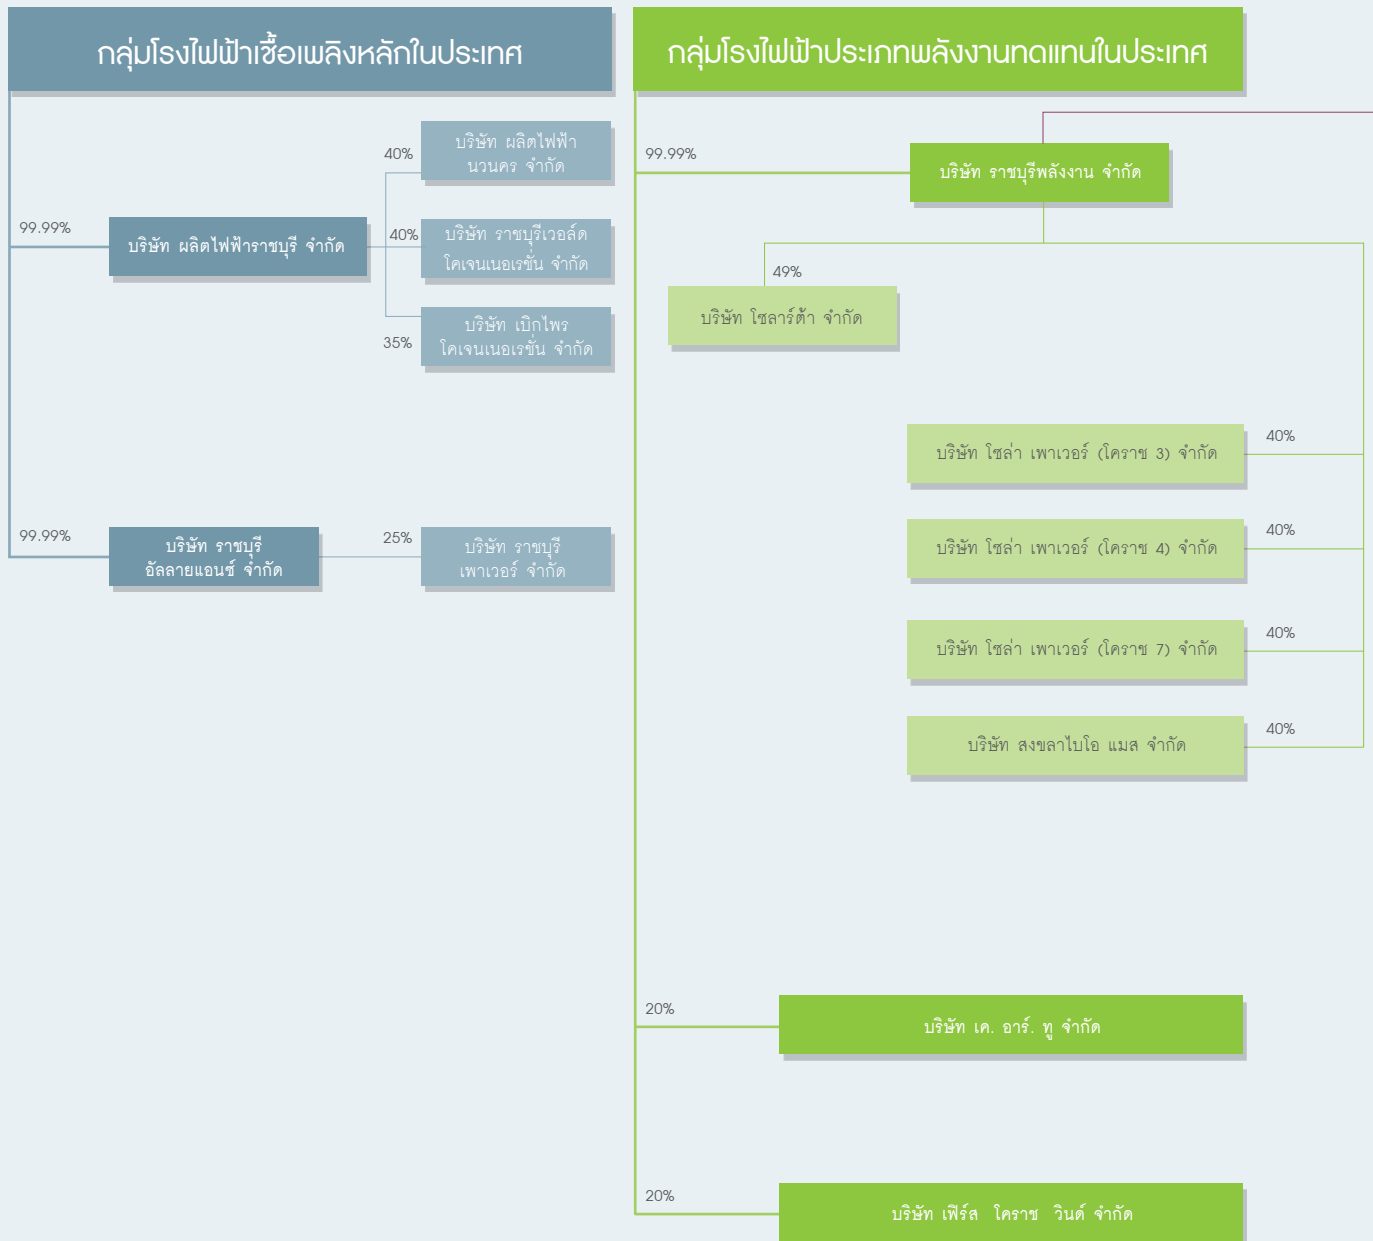 กลุ่มโรงไฟฟ้าเชื้อเพลิงหลักในประเทศ
40%
บริษัท ผลิตไฟฟ้า
นวนคร จำกัด
99.99%
บริษัท ผลิตไฟฟ้าราชบุรี จำกัด
40%
บริษัท ราชบุรีเวอล์ด
โคเจนเนอเรชั่น จำกัด
35%
บริษัท เบิกไพร
โคเจนเนอเรชั่น จำกัด
99.99%
บริษัท ราชบุรี
อัลลายแอนซ์ จำกัด
25%
บริษัท ราชบุรี
เพาเวอร์ จำกัด
กลุ่มโรงไฟฟ้าประเภทพลังงานทดแทนในประเทศ
99.99%
บริษัท ราชบุรีพลังงาน จำกัด
49%
บริษัท โซลาร์ต้า จำกัด
บริษัท โซล่า เพาเวอร์ (โคราช 3) จำกัด
40%
บริษัท โซล่า เพาเวอร์ (โคราช 4) จำกัด
40%
บริษัท โซล่า เพาเวอร์ (โคราช 7) จำกัด
40%
บริษัท สงขลาไบโอ แมส จำกัด
40%
20%
บริษัท เค. อาร์. ทู จำกัด
20%
บริษัท เฟิร์ส โคราช วินด์ จำกัด